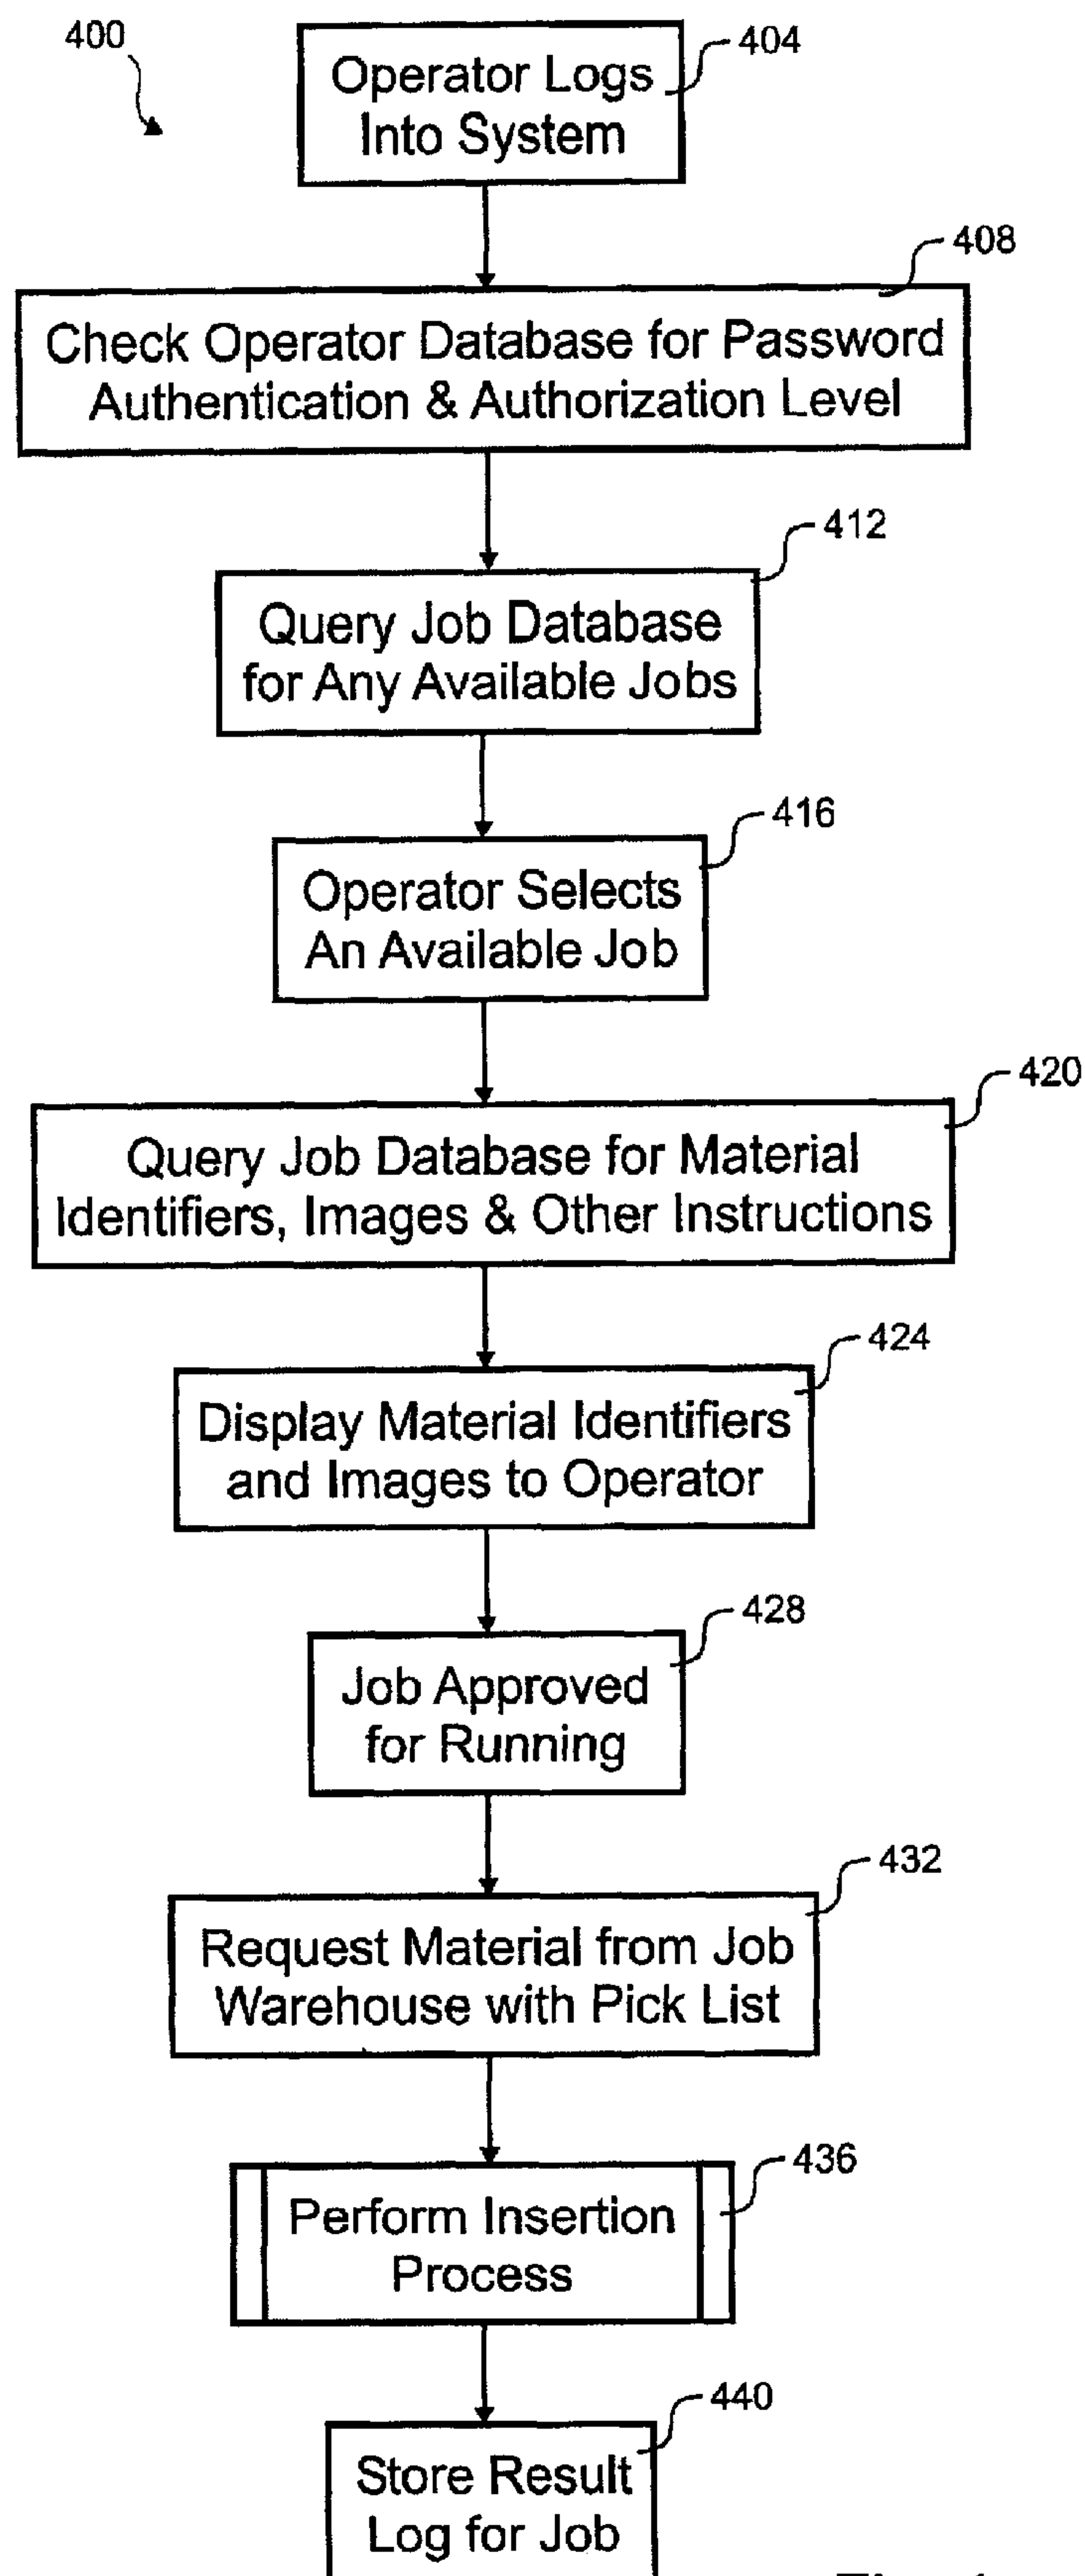 400
404
Operator Logs
Into System
408
Check Operator Database for Password
Authentication & Authorization Level
412
Query Job Database
for Any Available Jobs
416
Operator Selects
An Available Job
420
Query Job Database for Material
Identifiers, Images & Other Instructions
424
Display Material Identifiers
and Images to Operator
428
Job Approved
for Running
432
Request Material from Job
Warehouse with Pick List
436
Perform Insertion
Process
440
Store Result
Log for Job